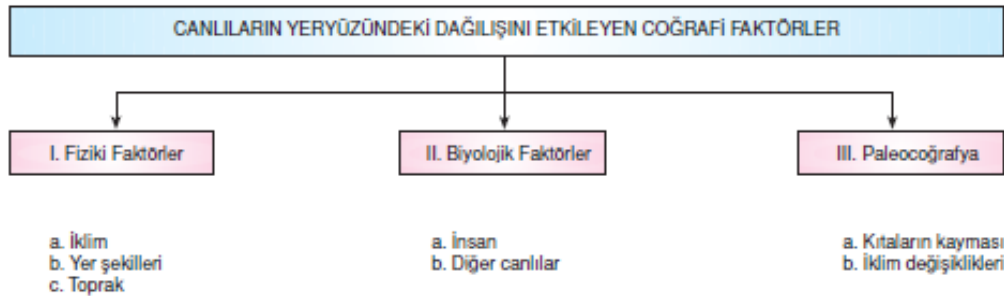 CANLILARIN YERYÜZÜNDEKİ DAĞILIŞINI ETKİLEYEN COĞRAFİ FAKTÖRLER
I. Fiziki Faktörler
II. Biyolojik Faktörler
III. Paleocoğrafya
a. İklim
b. Yer şekilleri
c. Toprak
a. İnsan
b. Diğer canlılar
a. Kıtaların kayması
b. İklim değişiklikleri